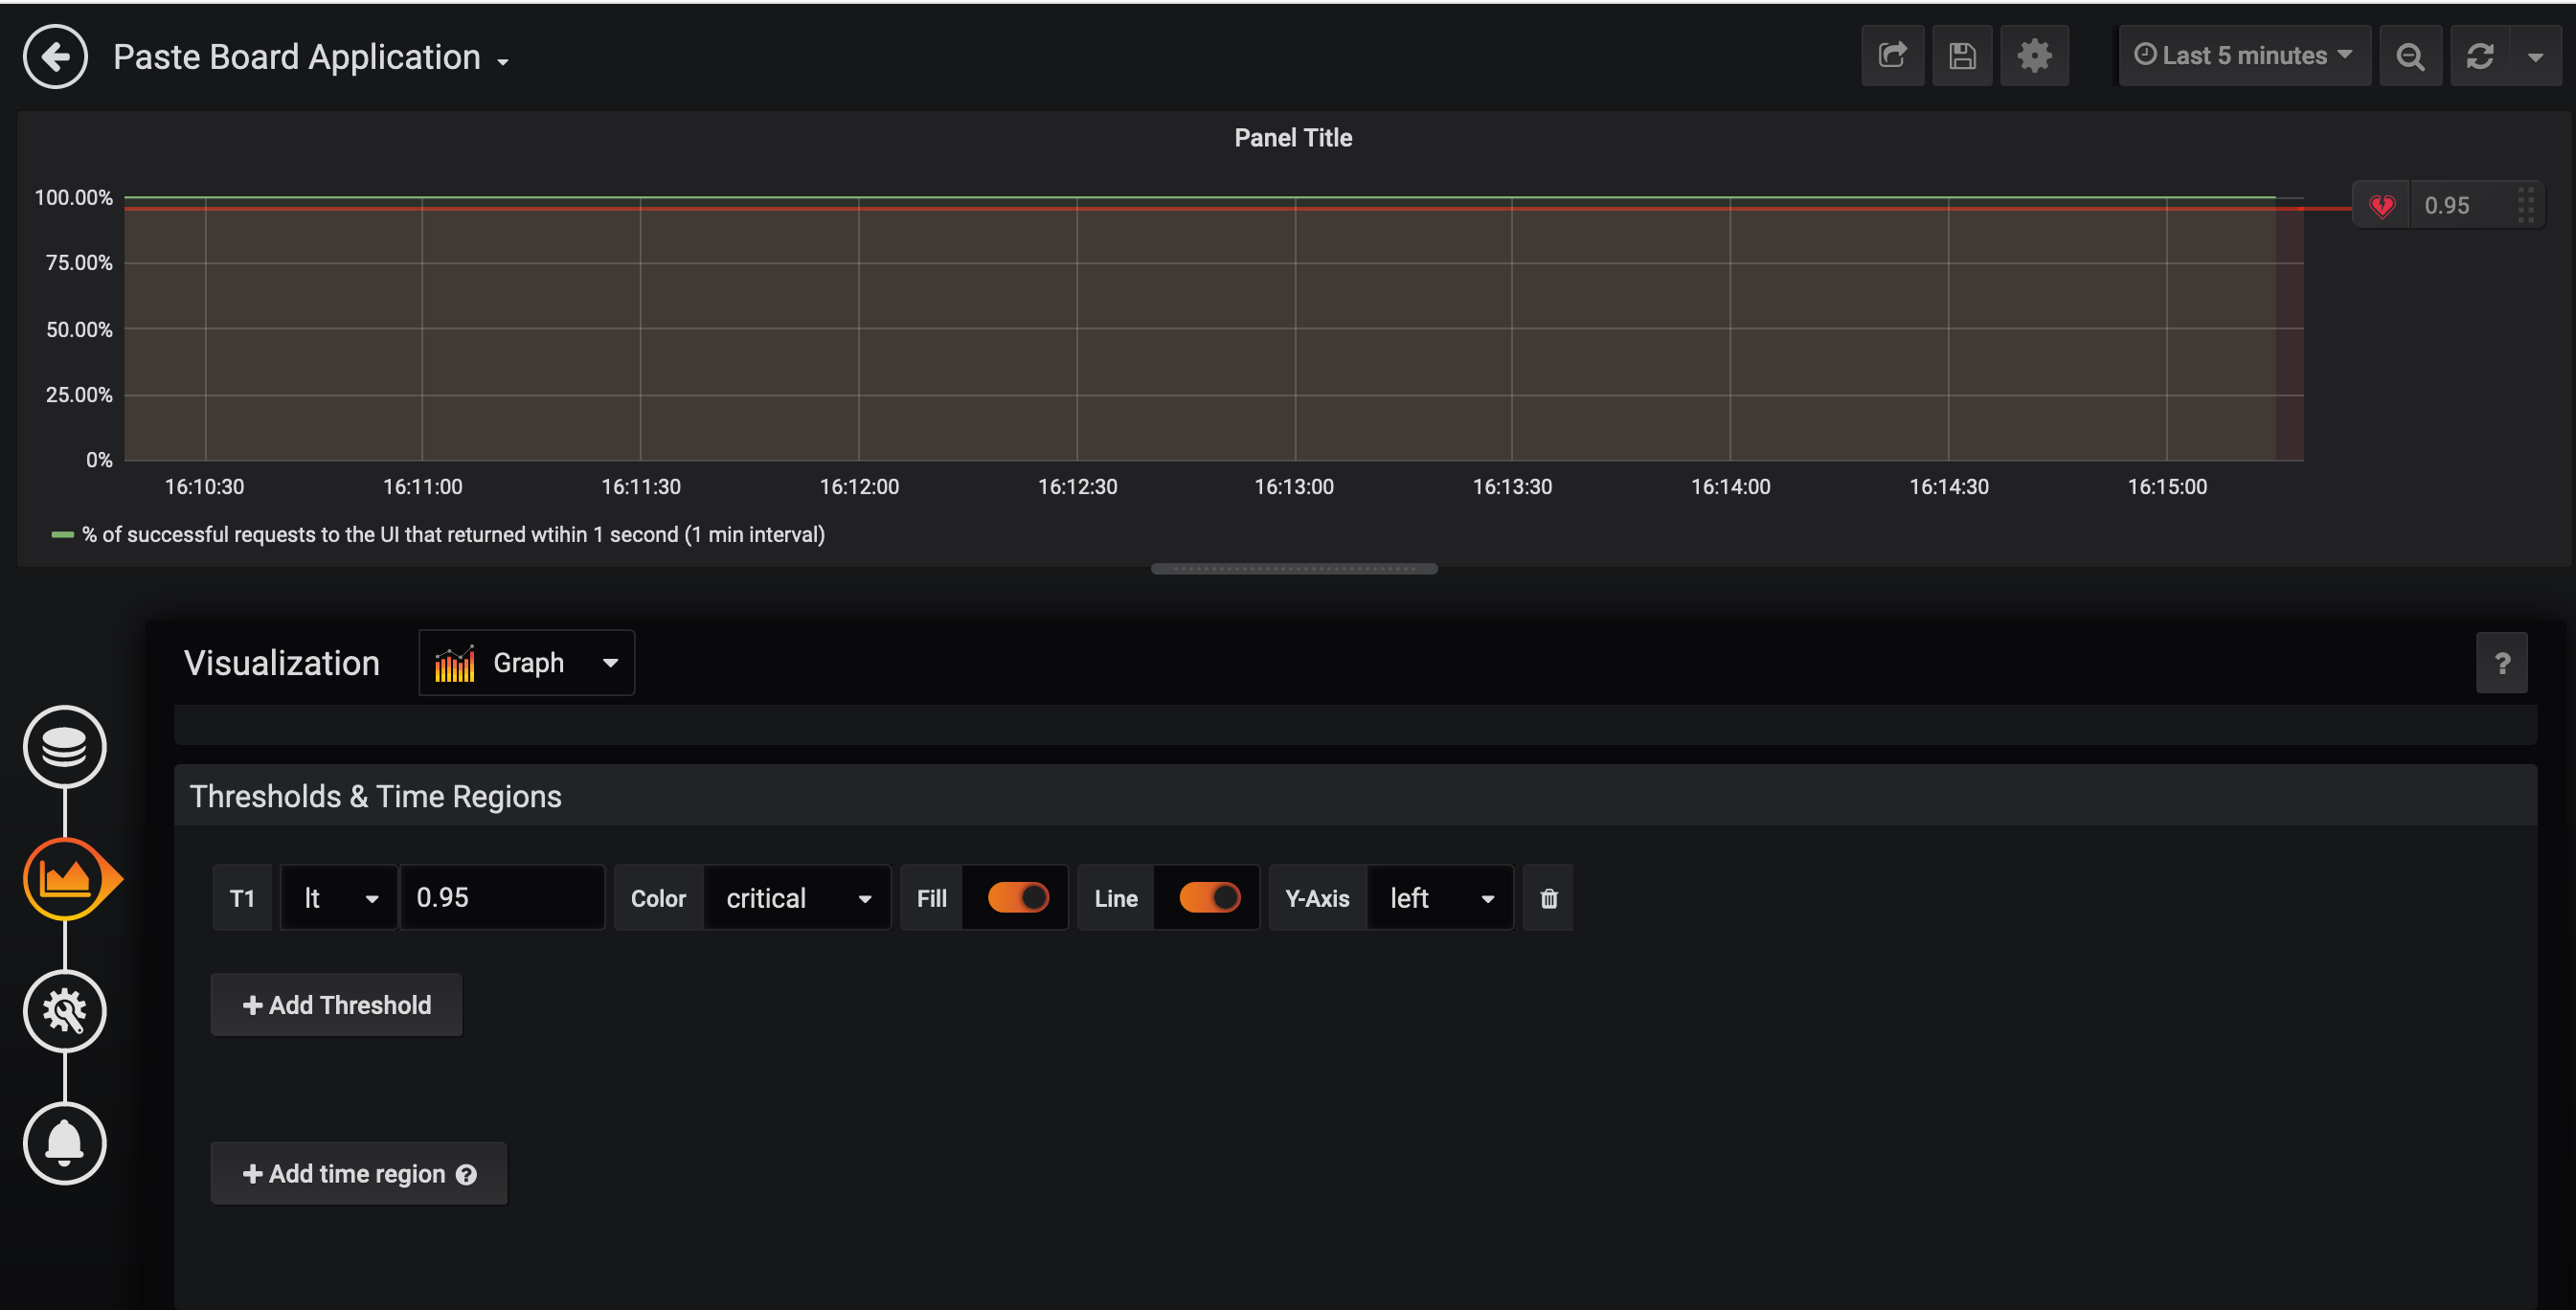 Paste Board Application
Last 5 minutes
Panel Title
100.00%
75.00%
50.00%
25.00%
0%
0.95
16:10:30 16:11:00 16:11:30 16:12:00 16:12:30 16:13:00 16:13:30 16:14:00 16:14:30 16:15:00
% of successful requests to the UI that returned wtihin 1 second (1 min interval)
Visualization Graph ?
Thresholds & Time Regions
T1 lt 0.95 Color critical Fill Line Y-Axis left
+ Add Threshold
+ Add time region ?